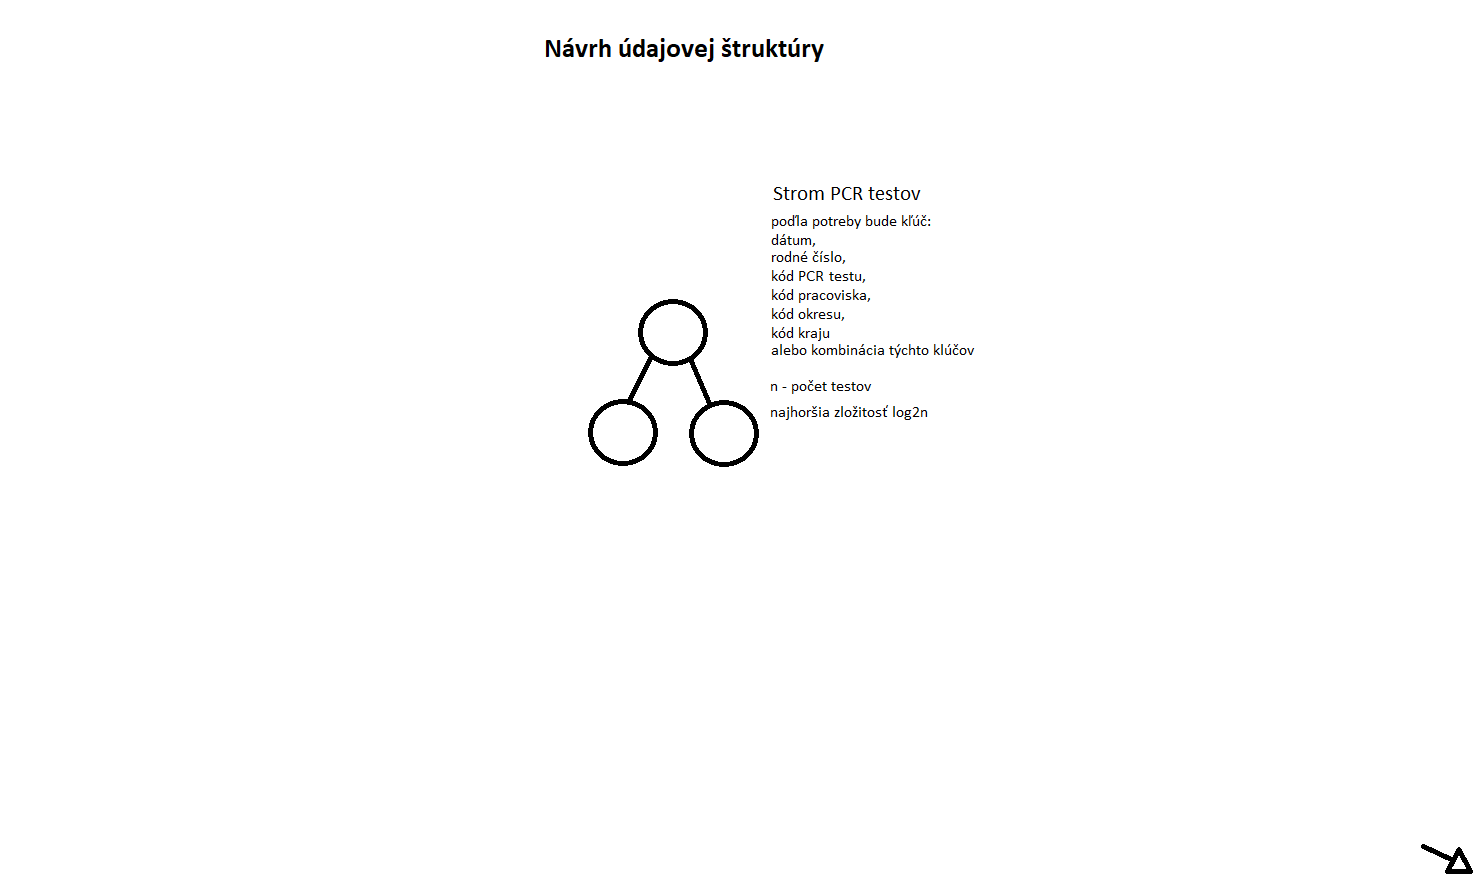 Návrh údajovej štruktúry
Strom PCR testov
podľa potreby bude kľúč:
dátum,
rodné číslo,
kód PCR testu,
kód pracoviska,
kód okresu,
kód kraju
alebo kombinácia týchto klúčov
n - počet testov
najhoršia zložitosť log2n